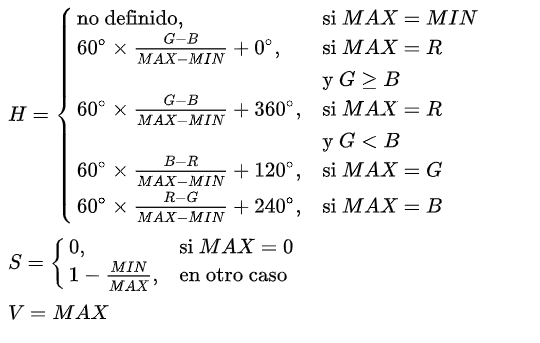 H = { no definido, si MAX = MIN
60° × (G−B)/(MAX−MIN) + 0°, si MAX = R
y G ≥ B
60° × (G−B)/(MAX−MIN) + 360°, si MAX = R
y G < B
60° × (B−R)/(MAX−MIN) + 120°, si MAX = G
60° × (R−G)/(MAX−MIN) + 240°, si MAX = B
S = { 0, si MAX = 0
1 − MIN/MAX, en otro caso
V = MAX